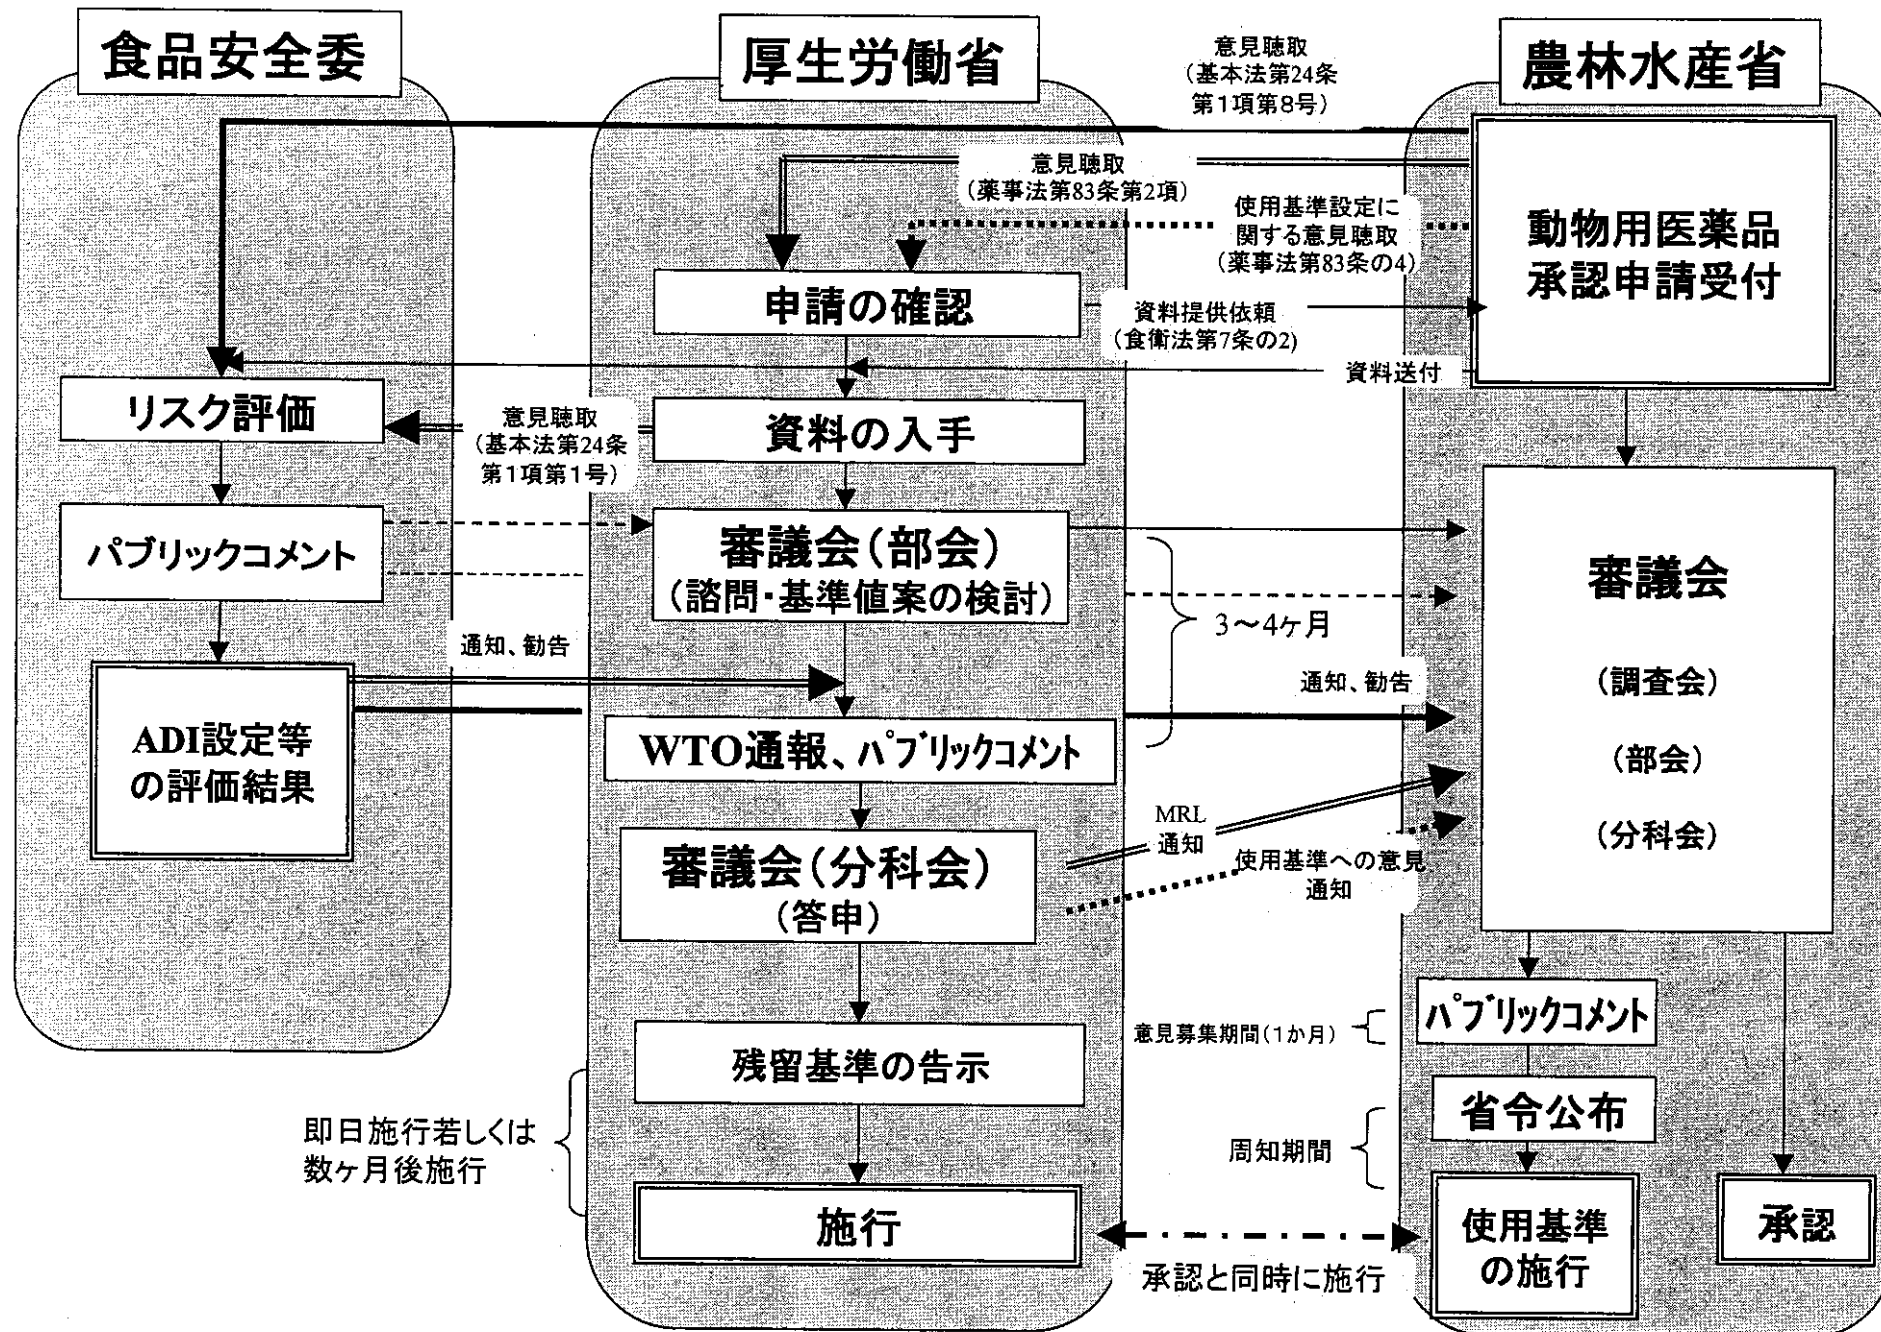 食品安全委
厚生労働省
農林水産省
意見聴取
（基本法第24条
第１項第８号）
意見聴取
（薬事法第83条第2項）
使用基準設定に
関する意見聴取
（薬事法第83条の4）
動物用医薬品
承認申請受付
申請の確認
資料提供依頼
（食衛法第7条の2）
資料送付
リスク評価
意見聴取
（基本法第24条
第１項第１号）
資料の入手
パブリックコメント
審議会（部会）
（諮問・基準値案の検討）
審議会
（調査会）
（部会）
（分科会）
3～4ヶ月
通知、勧告
通知、勧告
ADI設定等
の評価結果
WTO通報、パブリックコメント
MRL
通知
審議会（分科会）
（答申）
使用基準への意見
通知
パブリックコメント
意見募集期間（１か月）
残留基準の告示
省令公布
即日施行若しくは
数ヶ月後施行
周知期間
施行
使用基準
の施行
承認
承認と同時に施行